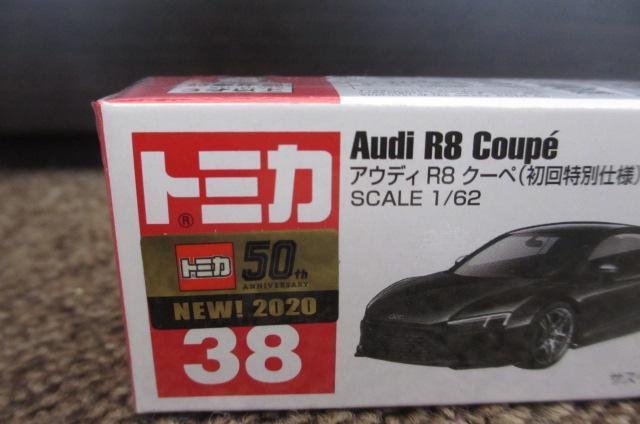 トミカ
®
Audi R8 Coupé
アウディ R8 クーペ(初回特別仕様)
SCALE 1/62
トミカ 50th
ANNIVERSARY
NEW! 2020
38